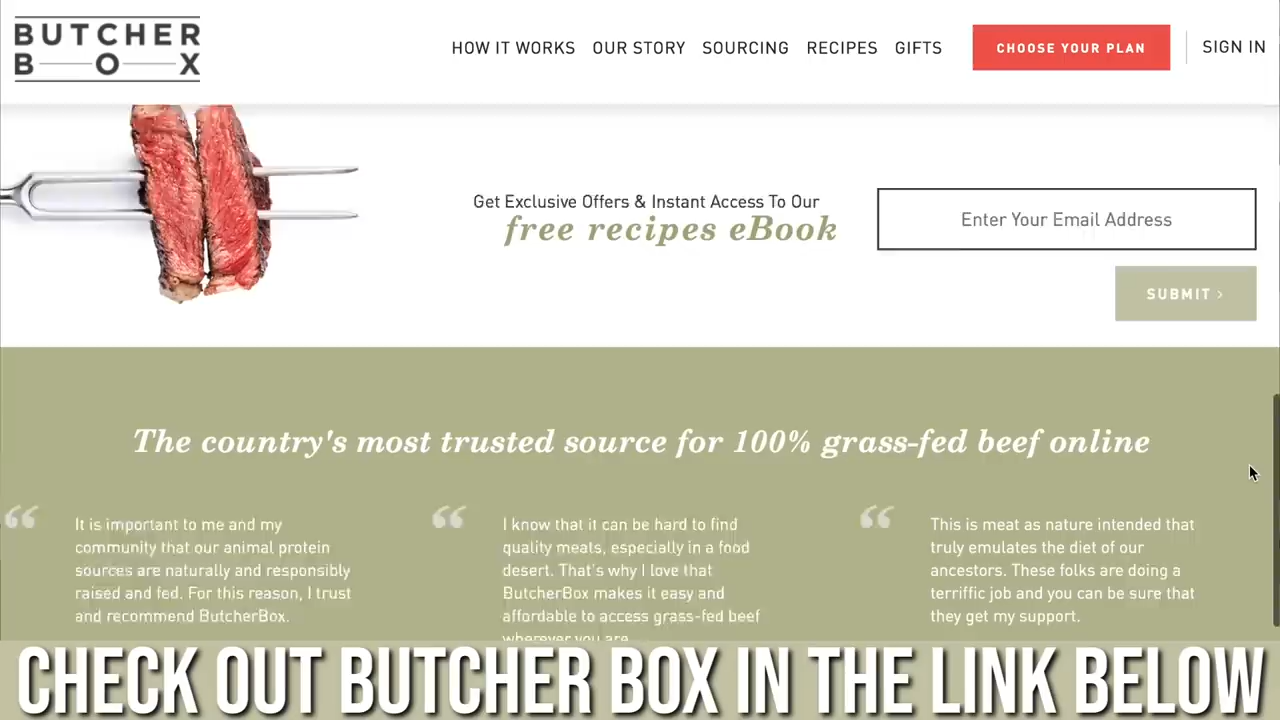 BUTCHER
BOX
HOW IT WORKS OUR STORY SOURCING RECIPES GIFTS CHOOSE YOUR PLAN SIGN IN
Get Exclusive Offers & Instant Access To Our
free recipes eBook
Enter Your Email Address
SUBMIT >
The country's most trusted source for 100% grass-fed beef online
“ It is important to me and my
community that our animal protein
sources are naturally and responsibly
raised and fed. For this reason, I trust
and recommend ButcherBox.
“ I know that it can be hard to find
quality meats, especially in a food
desert. That's why I love that
ButcherBox makes it easy and
affordable to access grass-fed beef
wherever you are
“ This is meat as nature intended that
truly emulates the diet of our
ancestors. These folks are doing a
terriffic job and you can be sure that
they get my support.
CHECK OUT BUTCHER BOX IN THE LINK BELOW